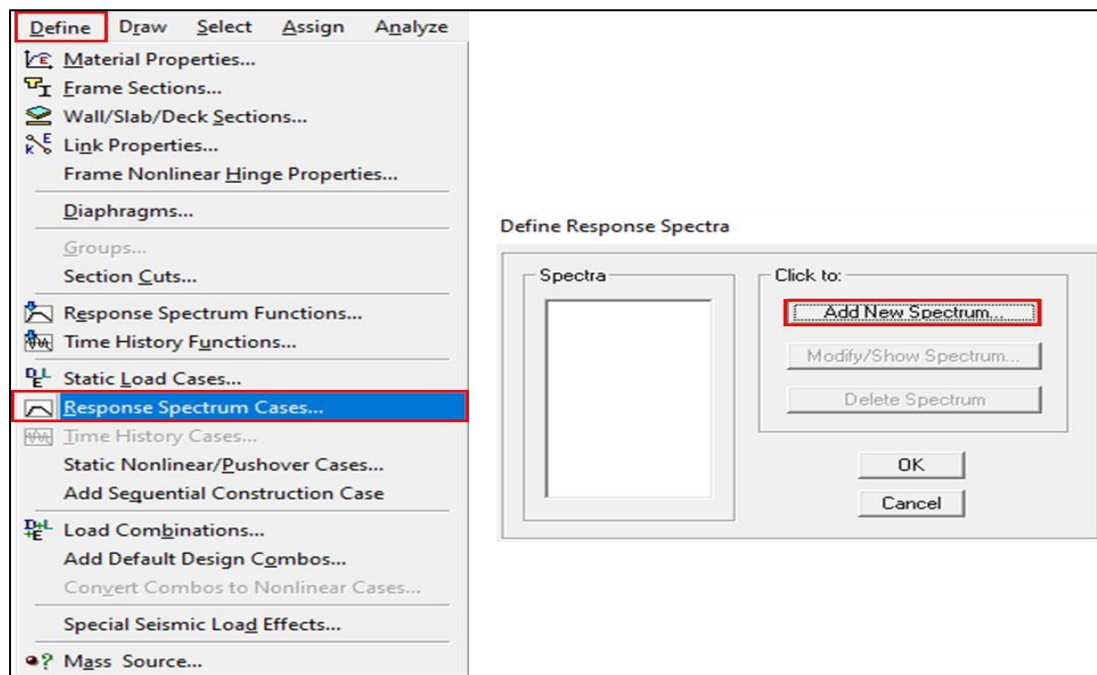 Define Draw Select Assign Analyze
Material Properties...
Frame Sections...
Wall/Slab/Deck Sections...
Link Properties...
Frame Nonlinear Hinge Properties...
Diaphragms...
Groups...
Section Cuts...
Response Spectrum Functions...
Time History Functions...
Static Load Cases...
Response Spectrum Cases...
Time History Cases...
Static Nonlinear/Pushover Cases...
Add Sequential Construction Case
Load Combinations...
Add Default Design Combos...
Convert Combos to Nonlinear Cases...
Special Seismic Load Effects...
Mass Source...
Define Response Spectra
Spectra
Click to:
Add New Spectrum...
Modify/Show Spectrum...
Delete Spectrum
OK
Cancel